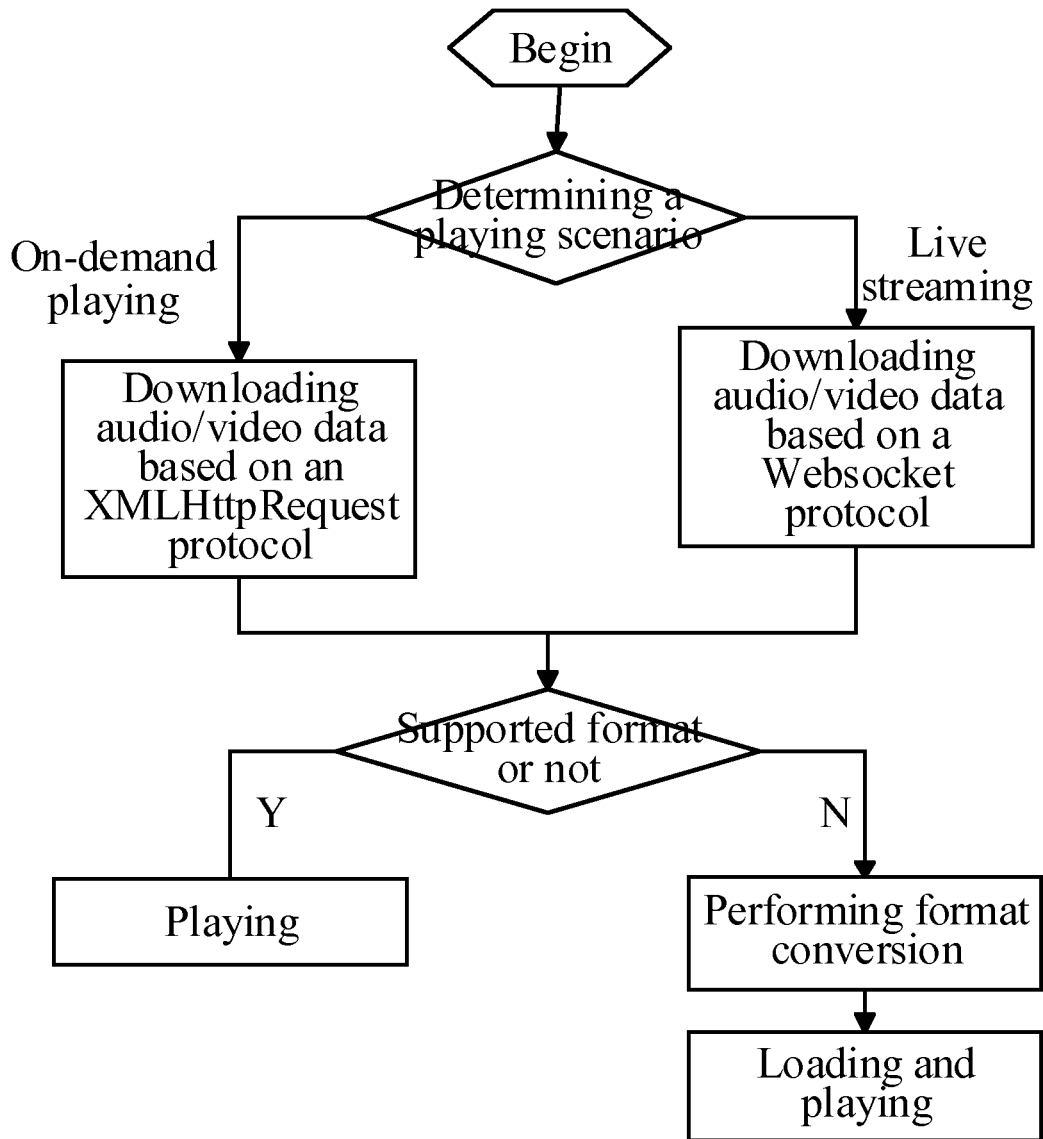 Begin
Determining a
playing scenario
On-demand
playing
Live
streaming
Downloading
audio/video data
based on an
XMLHttpRequest
protocol
Downloading
audio/video data
based on a
Websocket
protocol
Supported format
or not
Y
N
Playing
Performing format
conversion
Loading and
playing